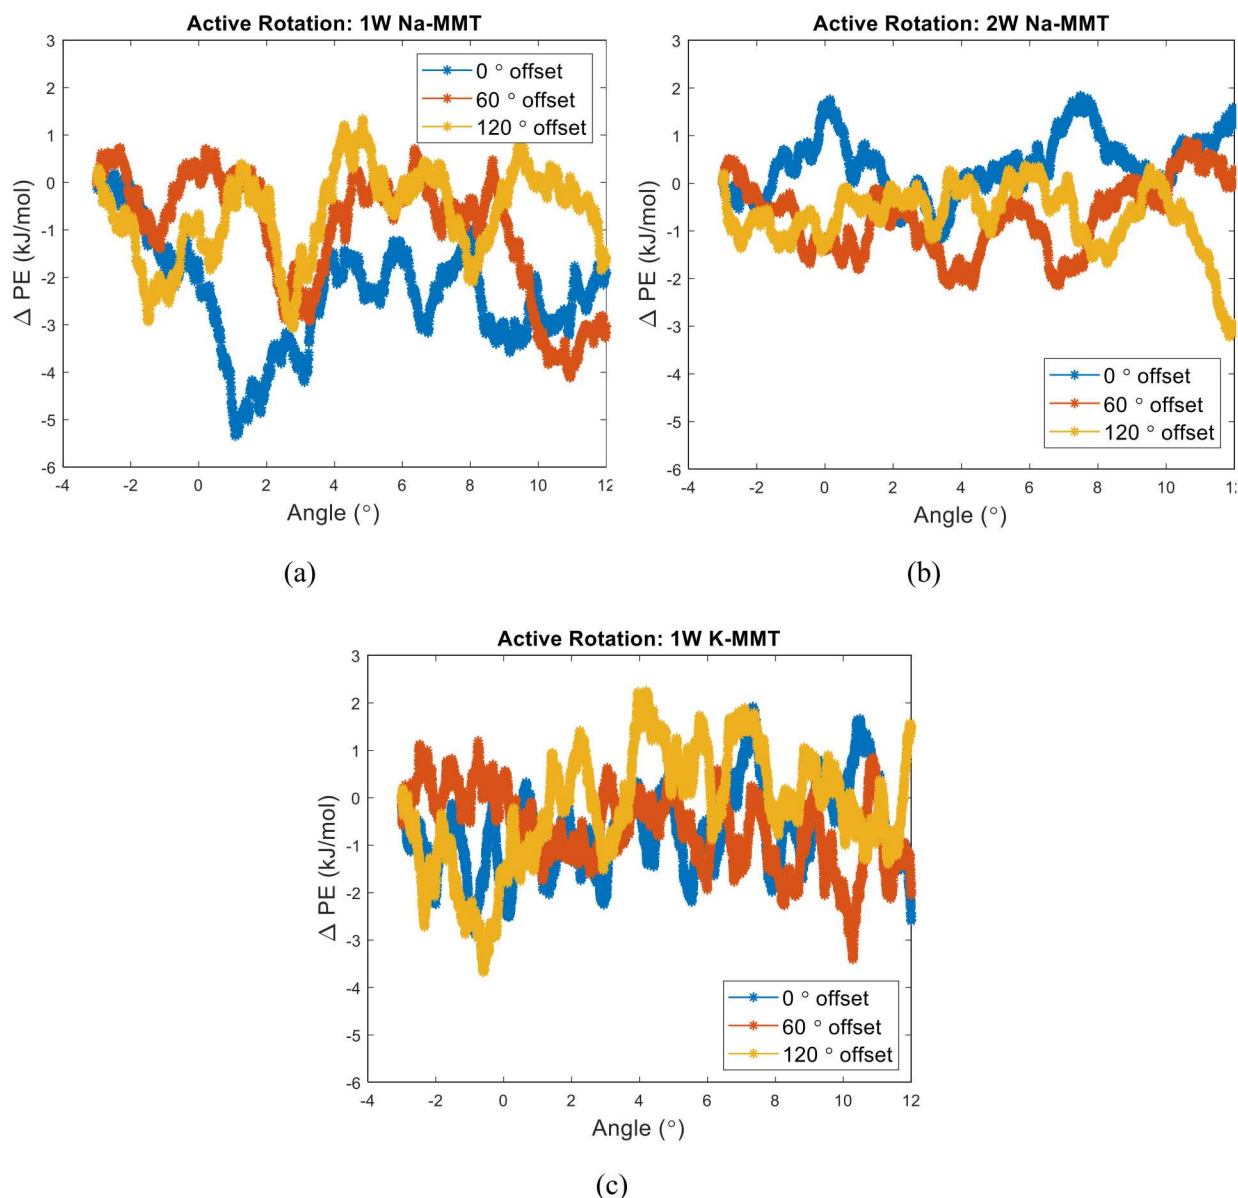 Active Rotation: 1W Na-MMT
3
2
1
0
-1
-2
-3
-4
-5
-6
-4
-2
0
2
4
6
8
10
12
Δ PE (kJ/mol)
Angle (°)
0 ° offset
60 ° offset
120 ° offset
(a)
Active Rotation: 2W Na-MMT
3
2
1
0
-1
-2
-3
-4
-5
-6
-4
-2
0
2
4
6
8
10
12
Δ PE (kJ/mol)
Angle (°)
0 ° offset
60 ° offset
120 ° offset
(b)
Active Rotation: 1W K-MMT
3
2
1
0
-1
-2
-3
-4
-5
-6
-4
-2
0
2
4
6
8
10
12
Δ PE (kJ/mol)
Angle (°)
0 ° offset
60 ° offset
120 ° offset
(c)